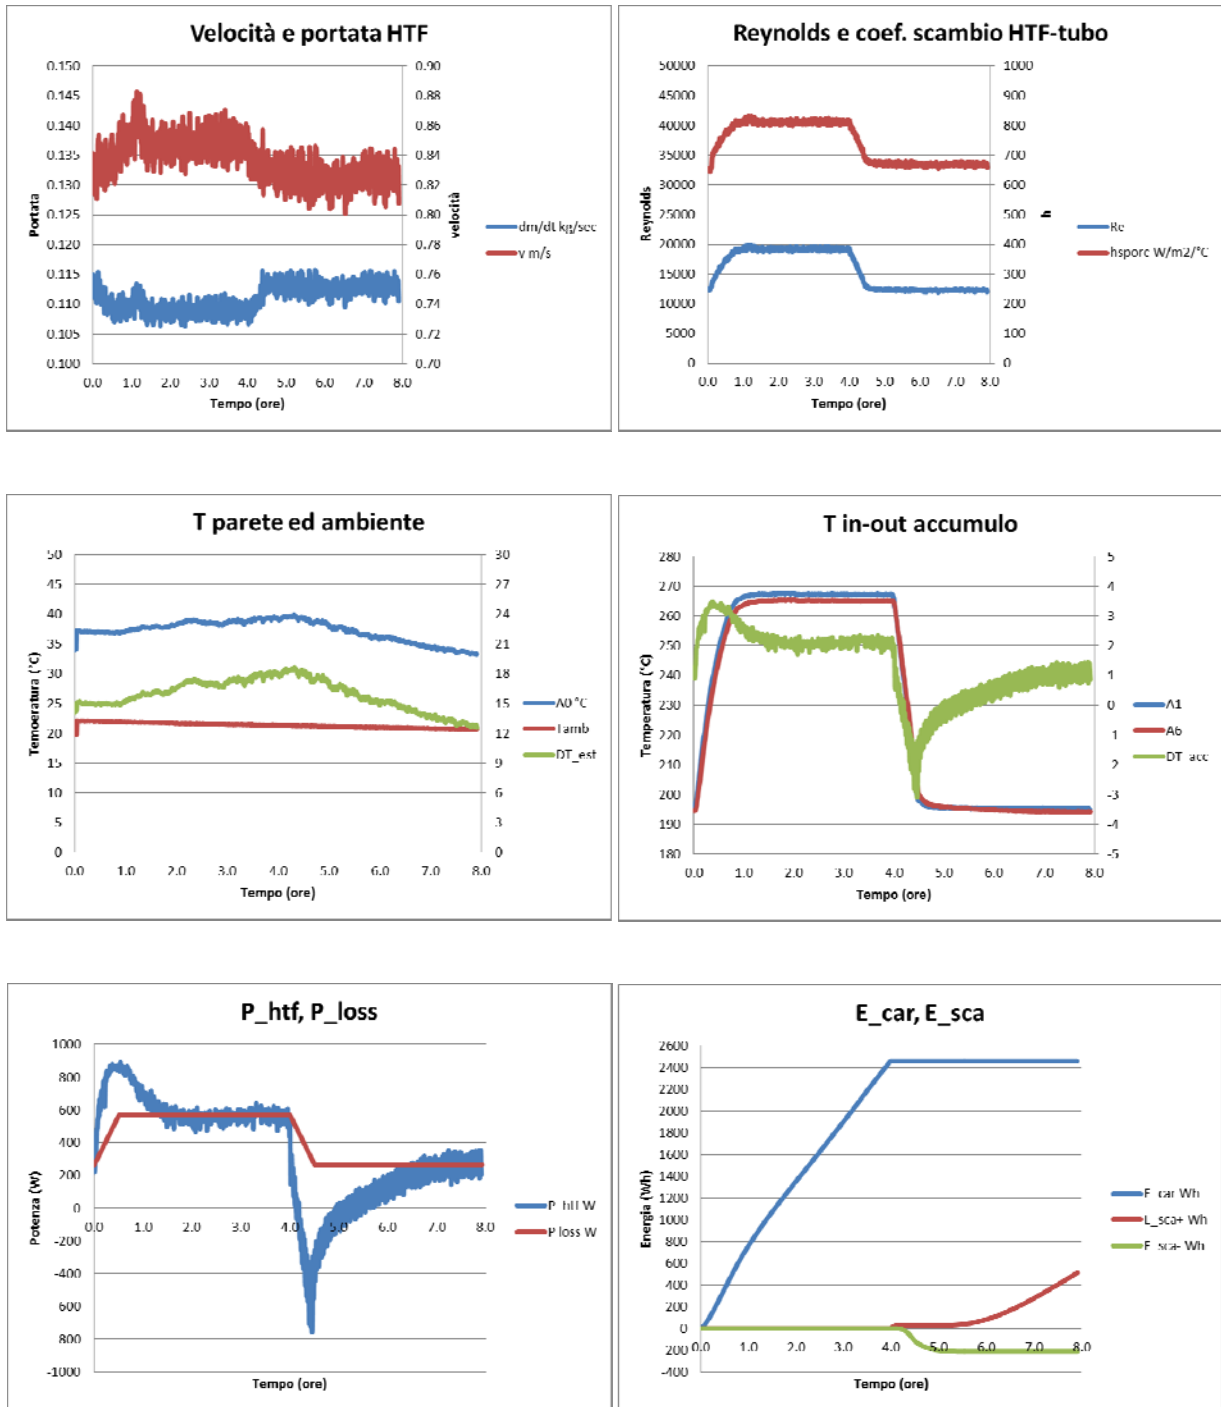 Velocità e portata HTF
0.150
0.145
0.140
0.135
0.130
0.125
0.120
0.115
0.110
0.105
0.100
Portata
0.90
0.88
0.86
0.84
0.82
0.80
0.78
0.76
0.74
0.72
0.70
velocità
0.0 1.0 2.0 3.0 4.0 5.0 6.0 7.0 8.0
Tempo (ore)
dm/dt kg/sec
v m/s
Reynolds e coef. scambio HTF-tubo
50000
45000
40000
35000
30000
25000
20000
15000
10000
5000
0
Reynolds
1000
900
800
700
600
500
400
300
200
100
0
h
0.0 1.0 2.0 3.0 4.0 5.0 6.0 7.0 8.0
Tempo (ore)
Re
hsporc W/m2/°C
T parete ed ambiente
50
45
40
35
30
25
20
15
10
5
0
Temoeratura (°C)
30
27
24
21
18
15
12
9
6
3
0
0.0 1.0 2.0 3.0 4.0 5.0 6.0 7.0 8.0
Tempo (ore)
A0 °C
Tamb
DT_est
T in-out accumulo
280
270
260
250
240
230
220
210
200
190
180
Temperatura (°C)
5
4
3
2
1
0
1
-2
-3
-4
-5
0.0 1.0 2.0 3.0 4.0 5.0 6.0 7.0 8.0
Tempo (ore)
A1
A6
DT_acc
P_htf, P_loss
1000
800
600
400
200
0
-200
-400
-600
800
-1000
Potenza (W)
0.0 1.0 2.0 3.0 4.0 5.0 6.0 7.0 8.0
Tempo (ore)
P_htf W
P loss W
E_car, E_sca
2600
2400
2200
2000
1800
1600
1400
1200
1000
800
600
400
200
0
200
-400
Energia (Wh)
0.0 1.0 2.0 3.0 4.0 5.0 6.0 7.0 8.0
Tempo (ore)
E_car Wh
E_sca+ Wh
E_sca- Wh